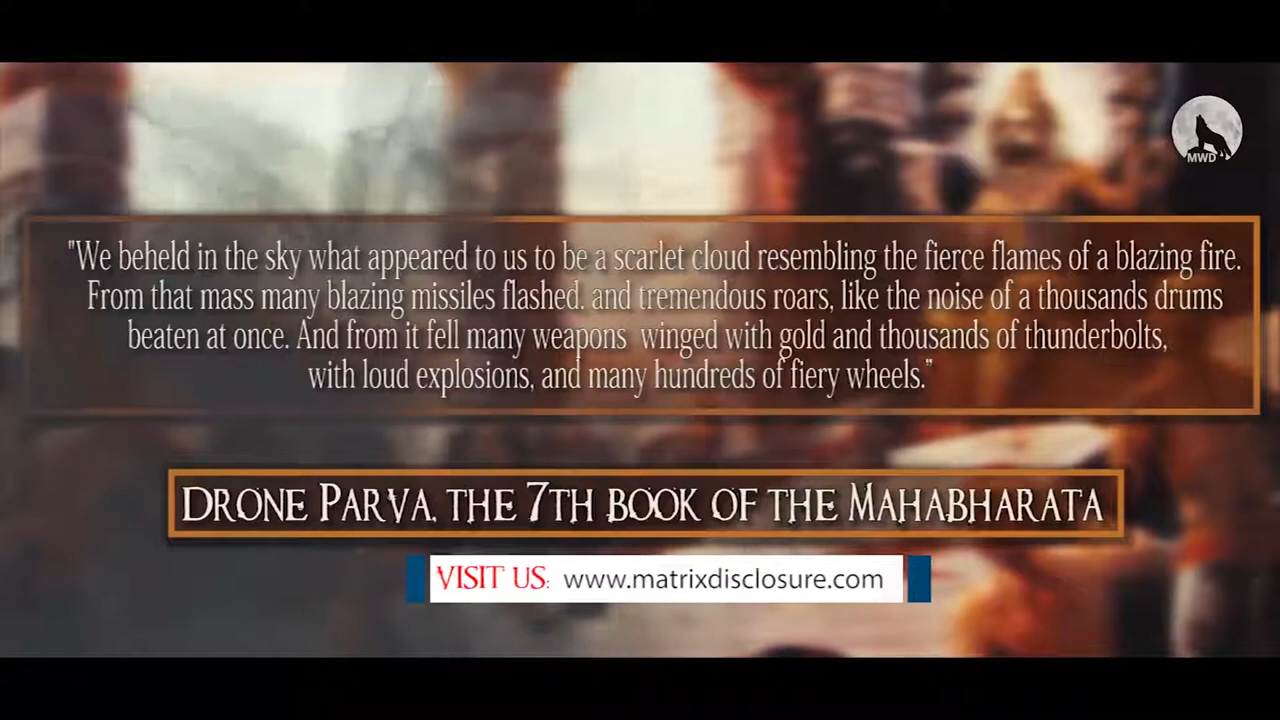 MWD
"We beheld in the sky what appeared to us to be a scarlet cloud resembling the fierce flames of a blazing fire.
From that mass many blazing missiles flashed, and tremendous roars, like the noise of a thousands drums
beaten at once. And from it fell many weapons winged with gold and thousands of thunderbolts,
with loud explosions, and many hundreds of fiery wheels."
DRONE PARVA, THE 7TH BOOK OF THE MAHABHARATA
VISIT US: www.matrixdisclosure.com